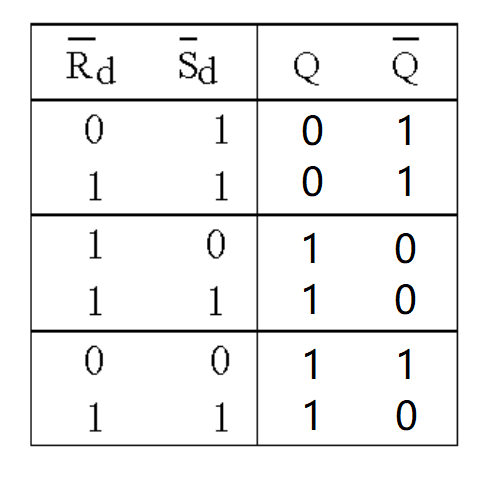 R̅d S̅d Q Q̅
0 1 0 1
1 1 0 1
1 0 1 0
1 1 1 0
0 0 1 1
1 1 1 0